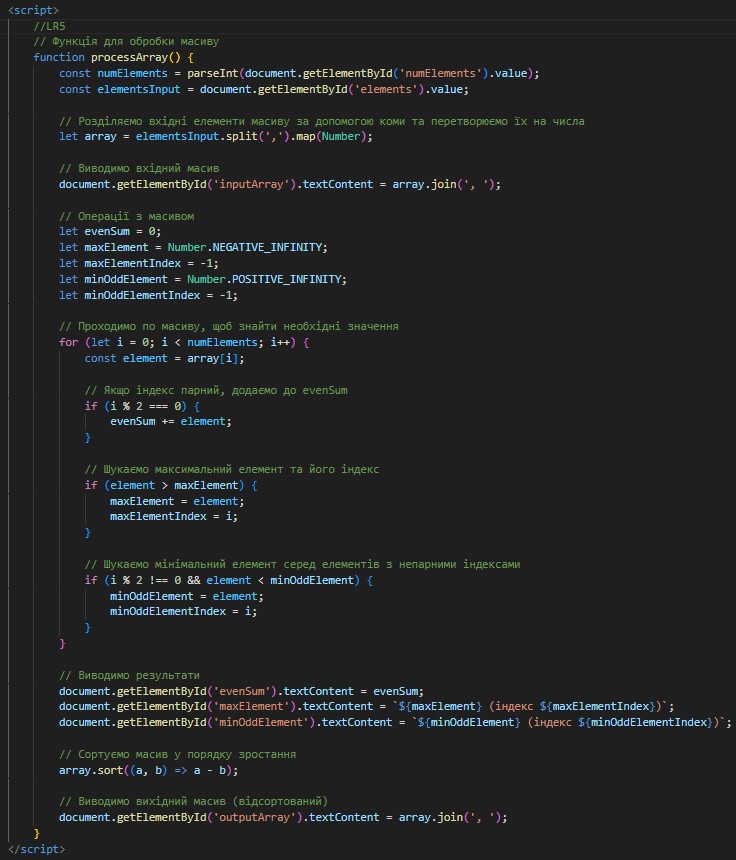 <script>
//LR5
// Функція для обробки масиву
function processArray() {
const numElements = parseInt(document.getElementById('numElements').value);
const elementsInput = document.getElementById('elements').value;
// Розділяємо вхідні елементи масиву за допомогою коми та перетворюємо їх на числа
let array = elementsInput.split(',').map(Number);
// Виводимо вхідний масив
document.getElementById('inputArray').textContent = array.join(', ');
// Операції з масивом
let evenSum = 0;
let maxElement = Number.NEGATIVE_INFINITY;
let maxElementIndex = -1;
let minOddElement = Number.POSITIVE_INFINITY;
let minOddElementIndex = -1;
// Проходимо по масиву, щоб знайти необхідні значення
for (let i = 0; i < numElements; i++) {
const element = array[i];
// Якщо індекс парний, додаємо до evenSum
if (i % 2 === 0) {
evenSum += element;
}
// Шукаємо максимальний елемент та його індекс
if (element > maxElement) {
maxElement = element;
maxElementIndex = i;
}
// Шукаємо мінімальний елемент серед елементів з непарними індексами
if (i % 2 !== 0 && element < minOddElement) {
minOddElement = element;
minOddElementIndex = i;
}
}
// Виводимо результати
document.getElementById('evenSum').textContent = evenSum;
document.getElementById('maxElement').textContent = `${maxElement} (індекс ${maxElementIndex})`;
document.getElementById('minOddElement').textContent = `${minOddElement} (індекс ${minOddElementIndex})`;
// Сортуємо масив у порядку зростання
array.sort((a, b) => a - b);
// Виводимо вихідний масив (відсортований)
document.getElementById('outputArray').textContent = array.join(', ');
}
</script>